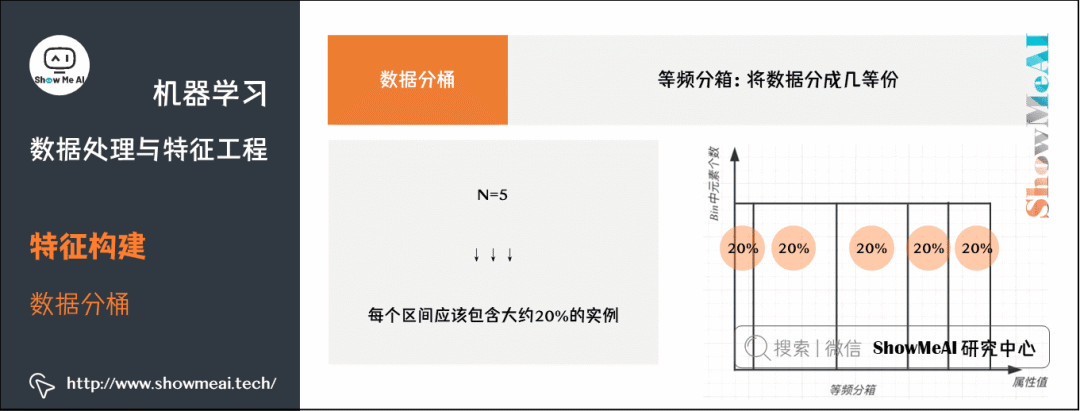 Show Me AI
机器学习
数据处理与特征工程
特征构建
数据分桶
http://www.showmeai.tech/
数据分桶
等频分箱：将数据分成几等份
N=5
↓ ↓ ↓
每个区间应该包含大约20%的实例
Bin中元素个数
20%
20%
20%
20%
20%
搜索 | 微信 ShowMeAI 研究中心
等频分箱
属性值
ShowMeAI